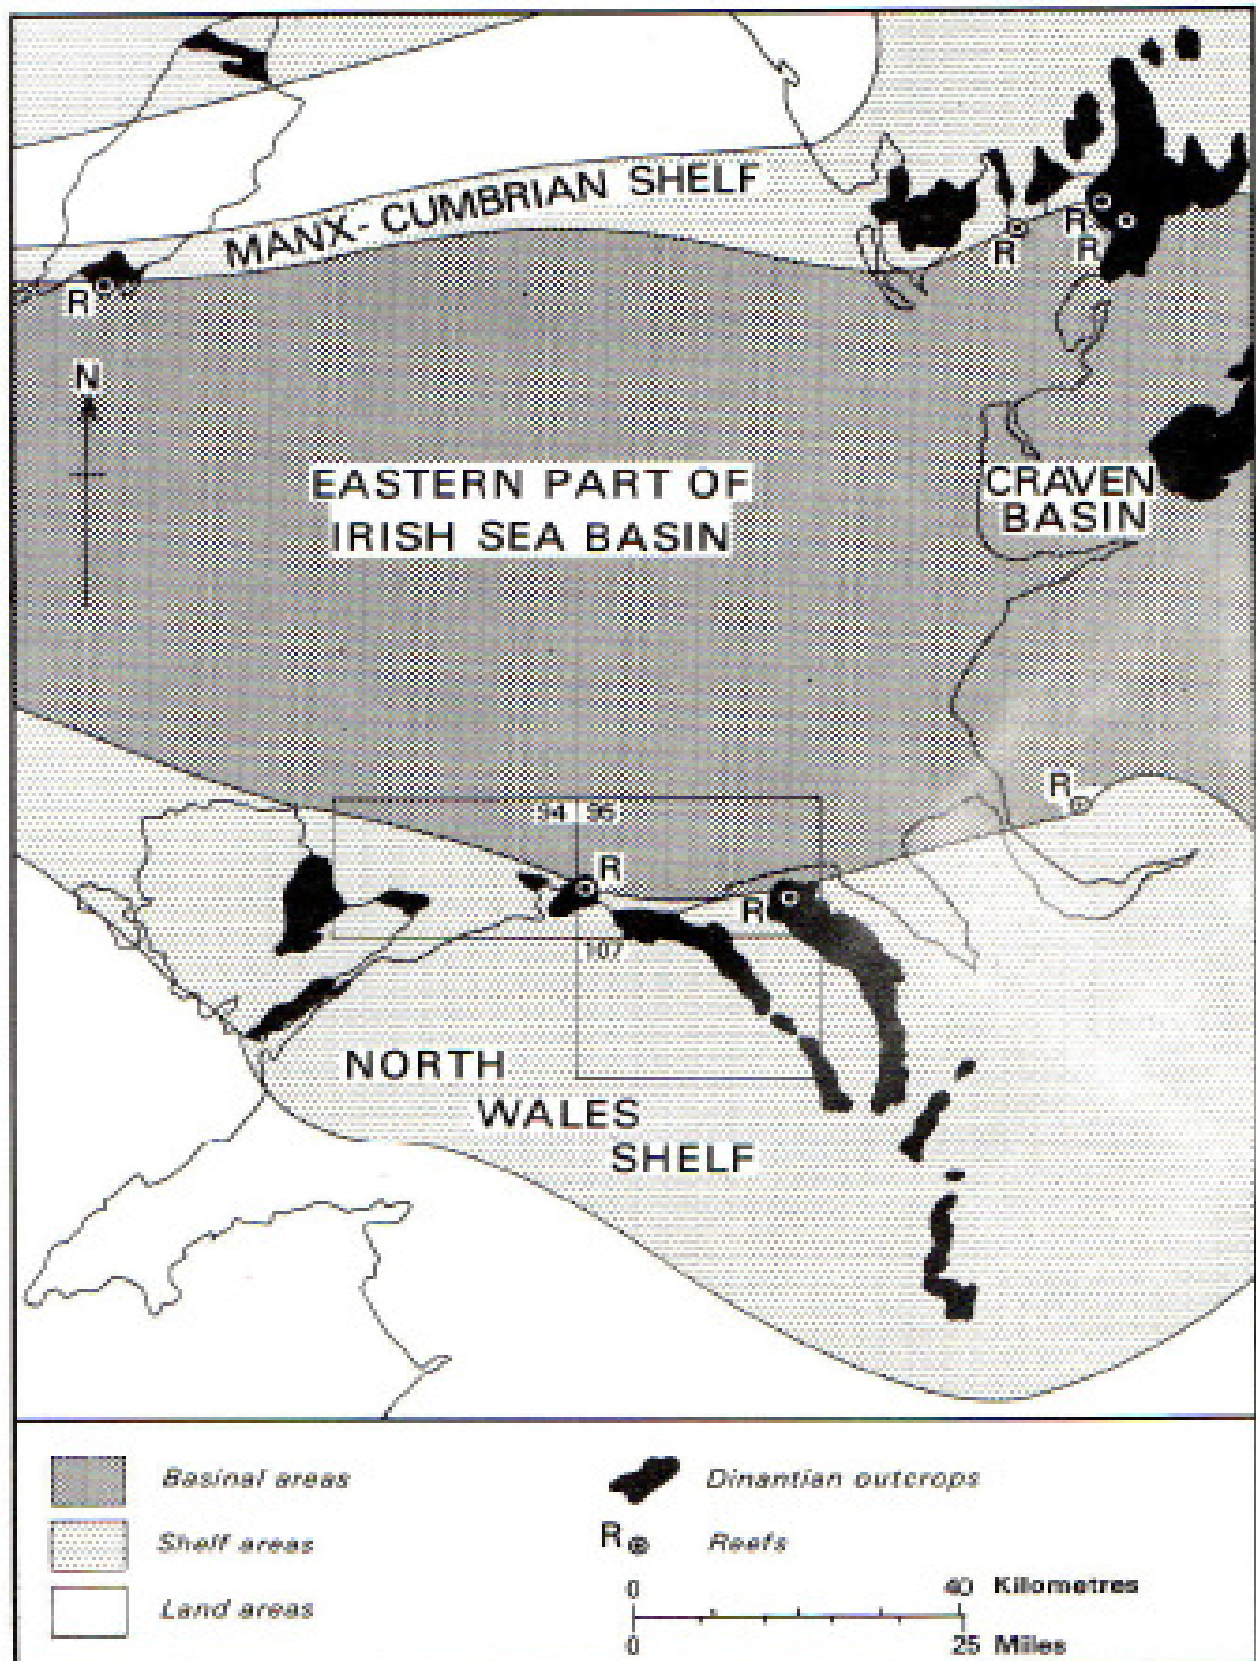 MANX-CUMBRIAN SHELF
R
R
R
R
N
EASTERN PART OF
IRISH SEA BASIN
CRAVEN
BASIN
R
94 95
R
R
107
NORTH
WALES
SHELF
Basinal areas
Shelf areas
Land areas
Dinantian outcrops
R Reefs
0 40 Kilometres
0 25 Miles